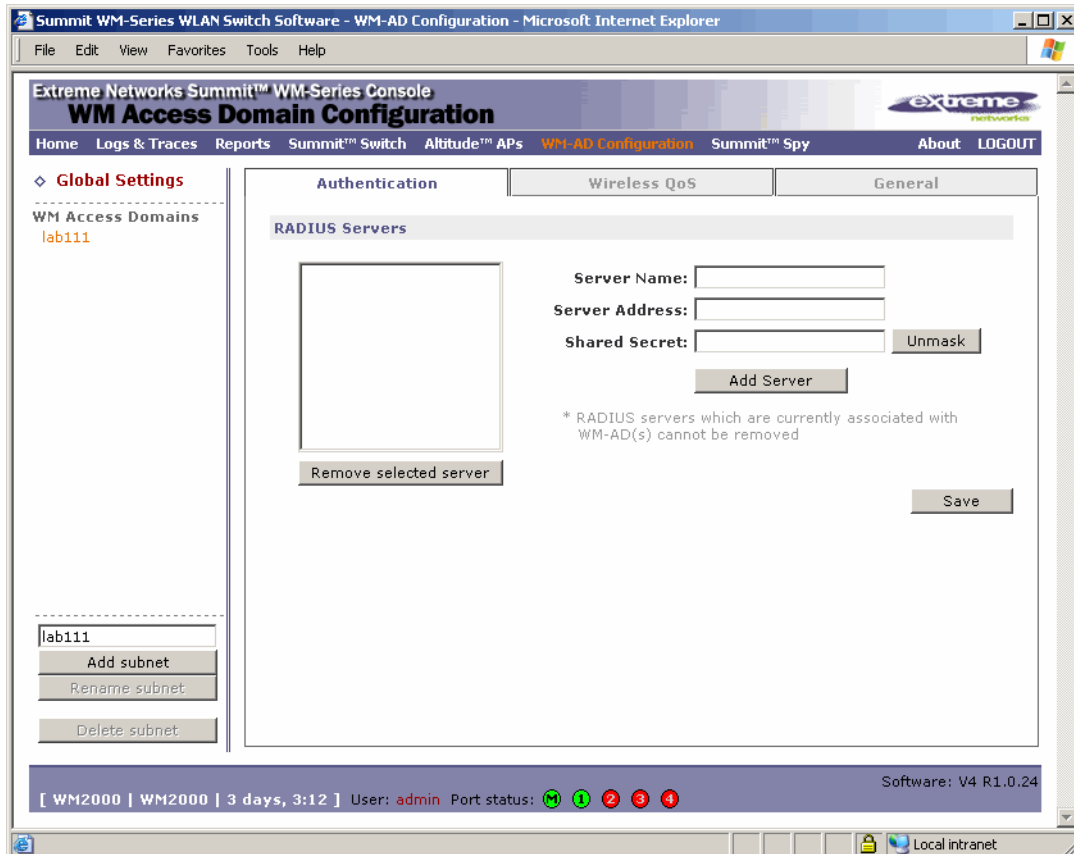 Summit WM-Series WLAN Switch Software - WM-AD Configuration - Microsoft Internet Explorer
File Edit View Favorites Tools Help
Extreme Networks Summit™ WM-Series Console
WM Access Domain Configuration
extreme networks
Home Logs & Traces Reports Summit™ Switch Altitude™ APs WM-AD Configuration Summit™ Spy About LOGOUT
Global Settings
WM Access Domains
lab111
Authentication Wireless QoS General
RADIUS Servers
Server Name:
Server Address:
Shared Secret: Unmask
Add Server
* RADIUS servers which are currently associated with
WM-AD(s) cannot be removed
Remove selected server
Save
lab111
Add subnet
Rename subnet
Delete subnet
Software: V4 R1.0.24
[ WM2000 | WM2000 | 3 days, 3:12 ] User: admin Port status: M 1 2 3 4
Local intranet